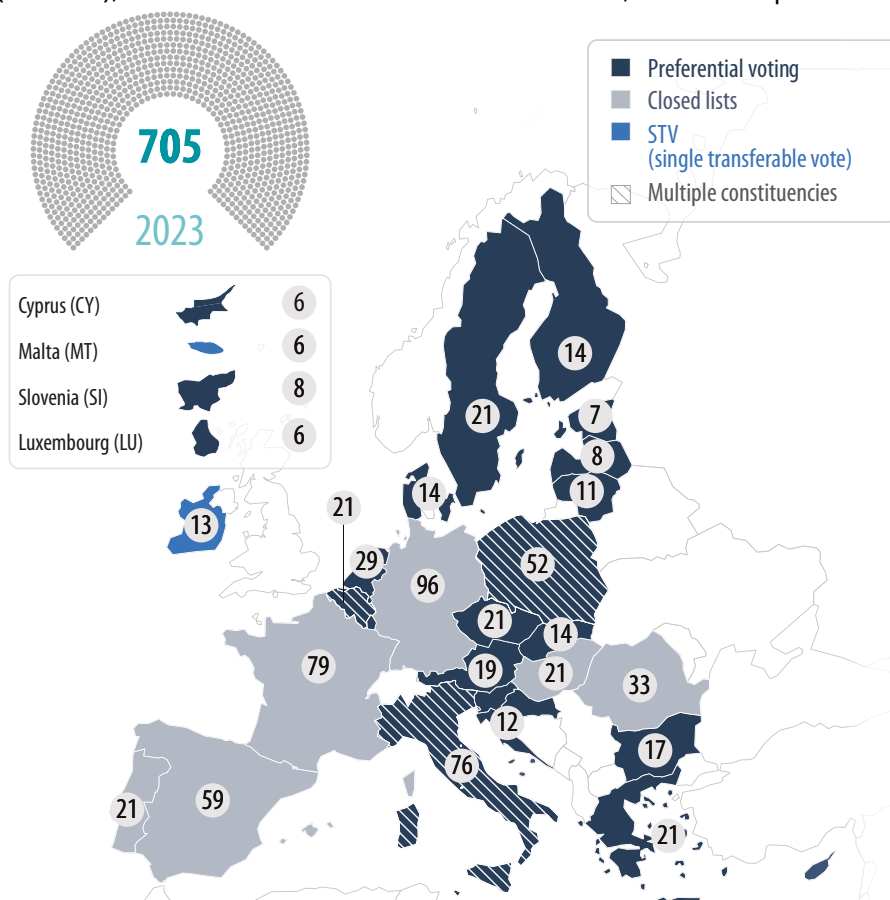 705
2023
Preferential voting
Closed lists
STV
(single transferable vote)
Multiple constituencies
Cyprus (CY) 6
Malta (MT) 6
Slovenia (SI) 8
Luxembourg (LU) 6
14
21
7
8
11
14
21
13
29
96
52
21
14
79
19
21
33
12
17
76
59
21
21